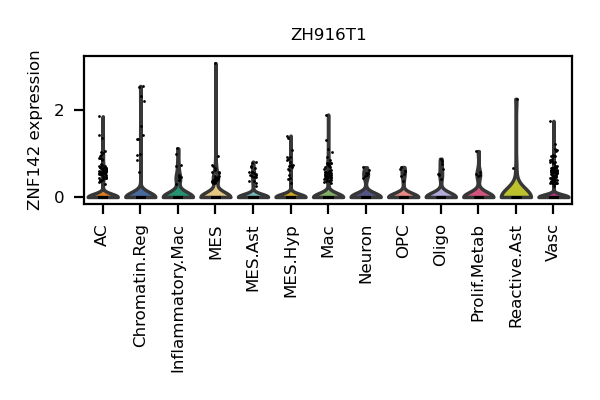 ZH916T1
ZNF142 expression
2
0
AC
Chromatin.Reg
Inflammatory.Mac
MES
MES.Ast
MES.Hyp
Mac
Neuron
OPC
Oligo
Prolif.Metab
Reactive.Ast
Vasc